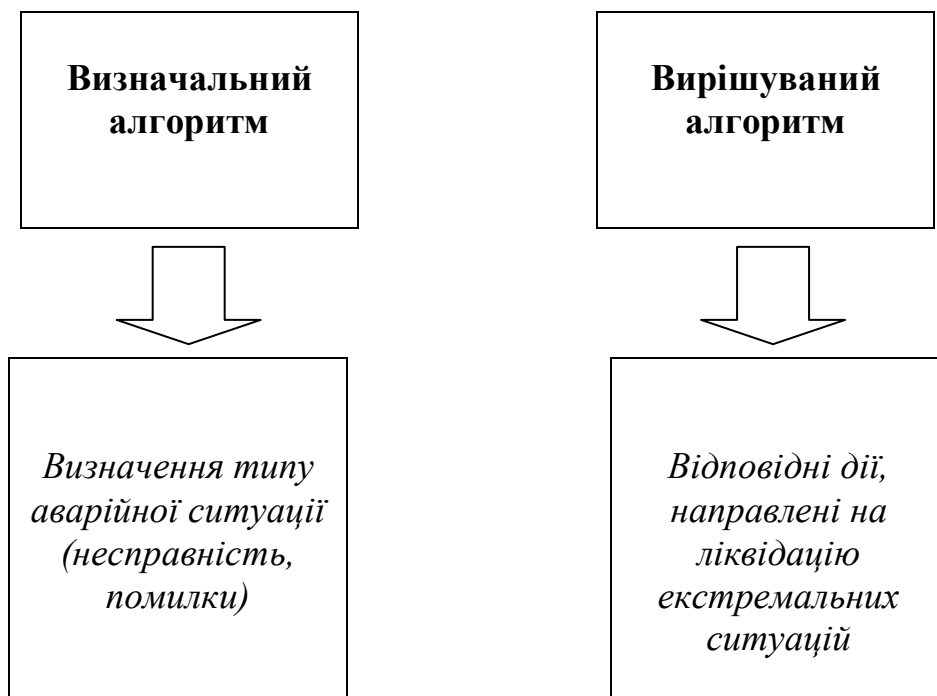 Визначальний
алгоритм
Вирішуваний
алгоритм
Визначення типу
аварійної ситуації
(несправність,
помилки)
Відповідні дії,
направлені на
ліквідацію
екстремальних
ситуацій